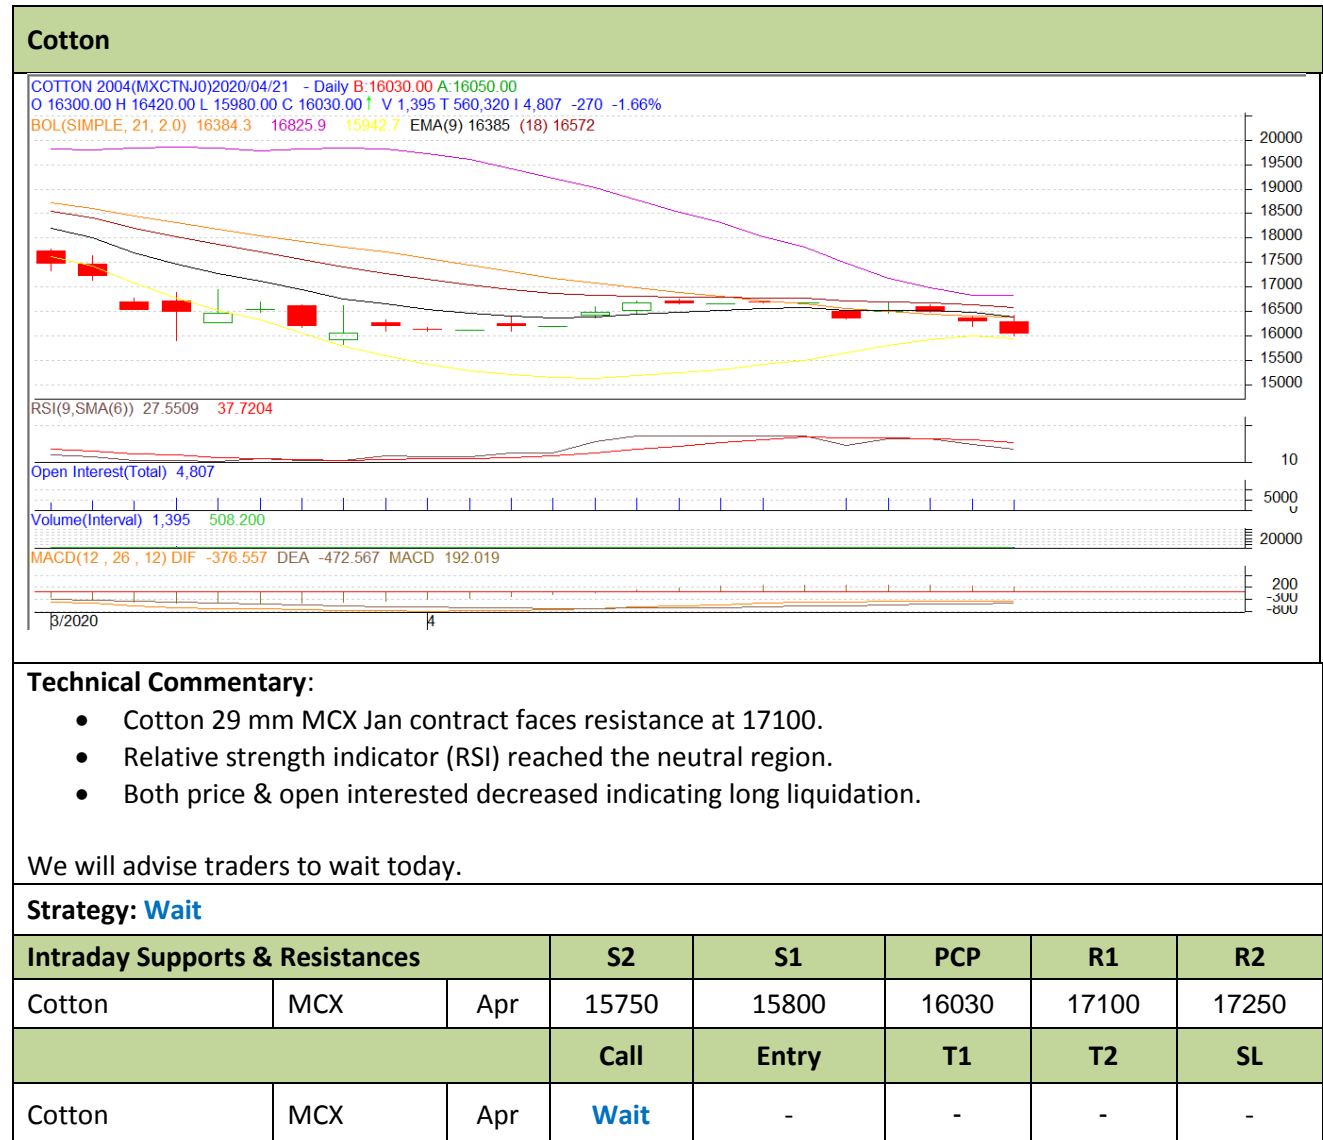 Cotton
COTTON 2004(MXCTNJ0)2020/04/21 - Daily B:16030.00 A:16050.00
O 16300.00 H 16420.00 L 15980.00 C 16030.00↑ V 1,395 T 560,320 I 4,807 -270 -1.66%
BOL(SIMPLE, 21, 2.0) 16384.3 16825.9 15942.7 EMA(9) 16385 (18) 16572
20000
19500
19000
18500
18000
17500
17000
16500
16000
15500
15000
RSI(9,SMA(6)) 27.5509 37.7204
10
Open Interest(Total) 4,807
5000
0
Volume(Interval) 1,395 508.200
20000
MACD(12 , 26 , 12) DIF -376.557 DEA -472.567 MACD 192.019
200
-300
-800
3/2020 4
Technical Commentary:
• Cotton 29 mm MCX Jan contract faces resistance at 17100.
• Relative strength indicator (RSI) reached the neutral region.
• Both price & open interested decreased indicating long liquidation.
We will advise traders to wait today.
Strategy: Wait
Intraday Supports & Resistances S2 S1 PCP R1 R2
Cotton MCX Apr 15750 15800 16030 17100 17250
Call Entry T1 T2 SL
Cotton MCX Apr Wait - - - -